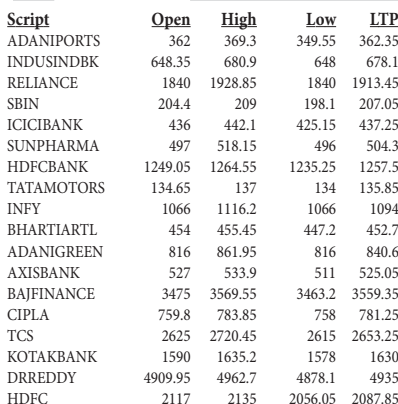 Script Open High Low LTP
ADANIPORTS 362 369.3 349.55 362.35
INDUSINDBK 648.35 680.9 648 678.1
RELIANCE 1840 1928.85 1840 1913.45
SBIN 204.4 209 198.1 207.05
ICICIBANK 436 442.1 425.15 437.25
SUNPHARMA 497 518.15 496 504.3
HDFCBANK 1249.05 1264.55 1235.25 1257.5
TATAMOTORS 134.65 137 134 135.85
INFY 1066 1116.2 1066 1094
BHARTIARTL 454 455.45 447.2 452.7
ADANIGREEN 816 861.95 816 840.6
AXISBANK 527 533.9 511 525.05
BAJFINANCE 3475 3569.55 3463.2 3559.35
CIPLA 759.8 783.85 758 781.25
TCS 2625 2720.45 2615 2653.25
KOTAKBANK 1590 1635.2 1578 1630
DRREDDY 4909.95 4962.7 4878.1 4935
HDFC 2117 2135 2056.05 2087.85